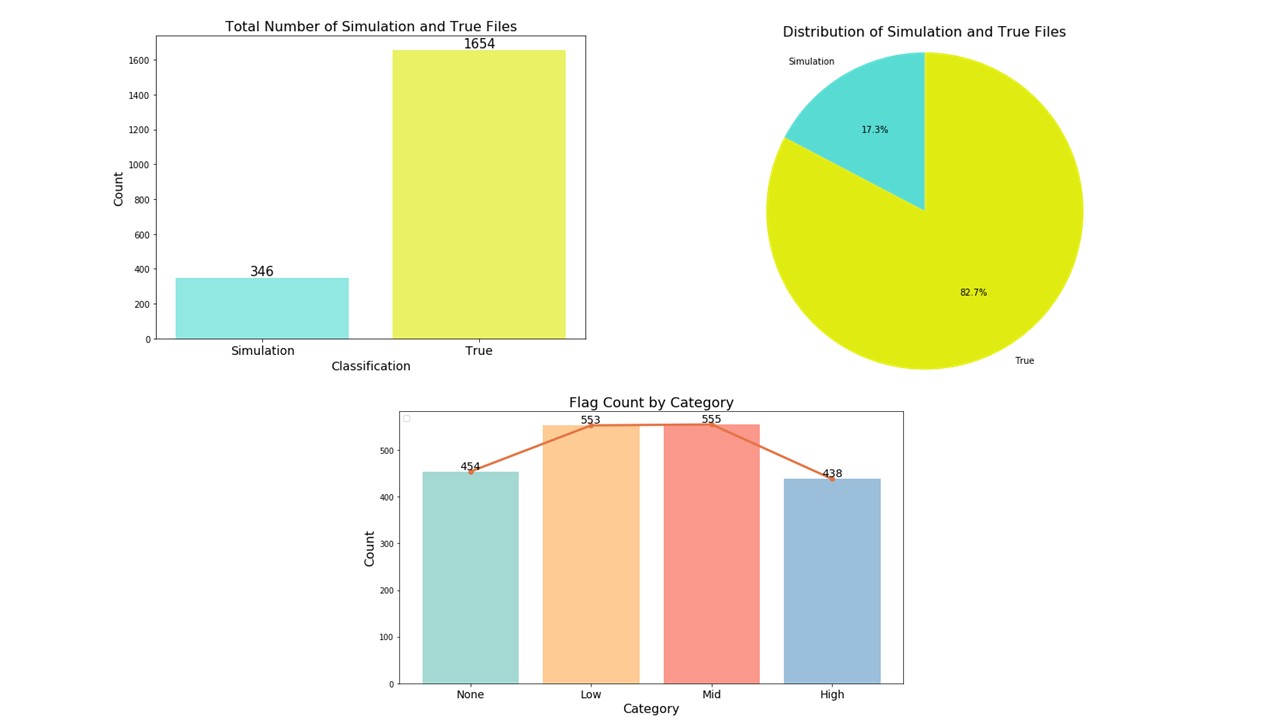 Total Number of Simulation and True Files
1654
346
1600
1400
1200
1000
800
600
400
200
0
Count
Simulation
True
Classification
Distribution of Simulation and True Files
Simulation
17.3%
82.7%
True
Flag Count by Category
553
555
454
438
500
400
300
200
100
0
Count
None
Low
Mid
High
Category